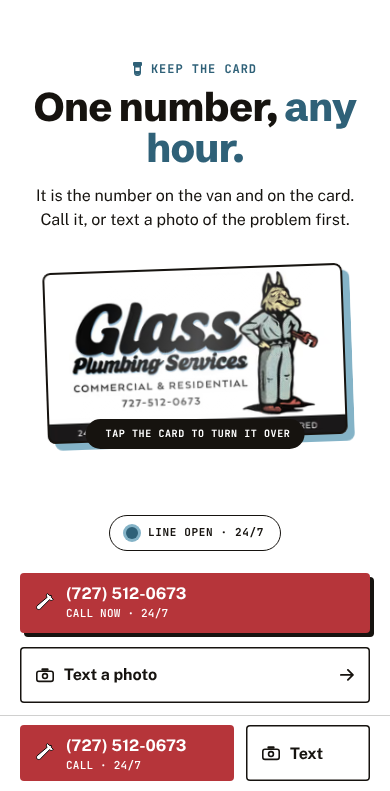 KEEP THE CARD
One number, any
hour.
It is the number on the van and on the card.
Call it, or text a photo of the problem first.
Glass
Plumbing Services
COMMERCIAL & RESIDENTIAL
727-512-0673
TAP THE CARD TO TURN IT OVER
LINE OPEN · 24/7
(727) 512-0673
CALL NOW · 24/7
Text a photo
(727) 512-0673
CALL · 24/7
Text